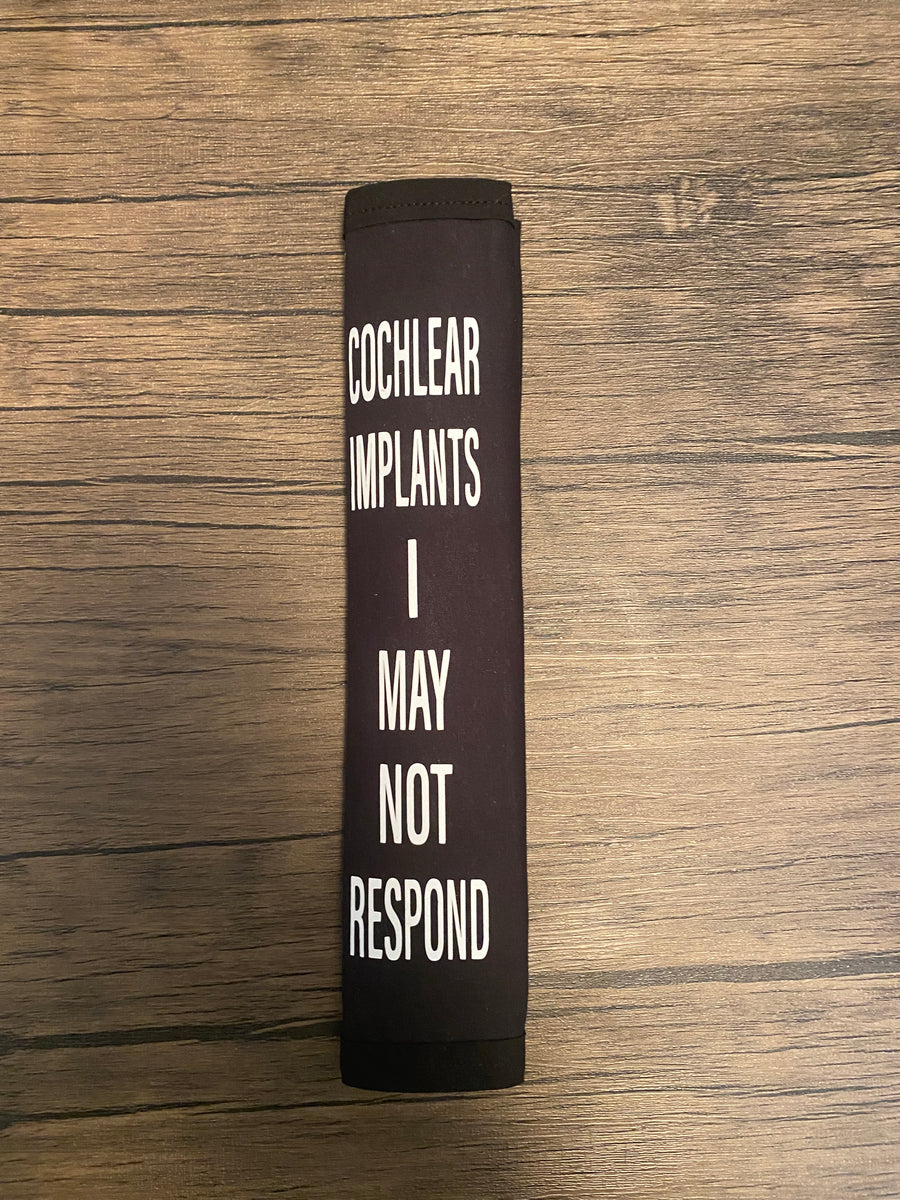 COCHLEAR
IMPLANTS
I
MAY
NOT
RESPOND